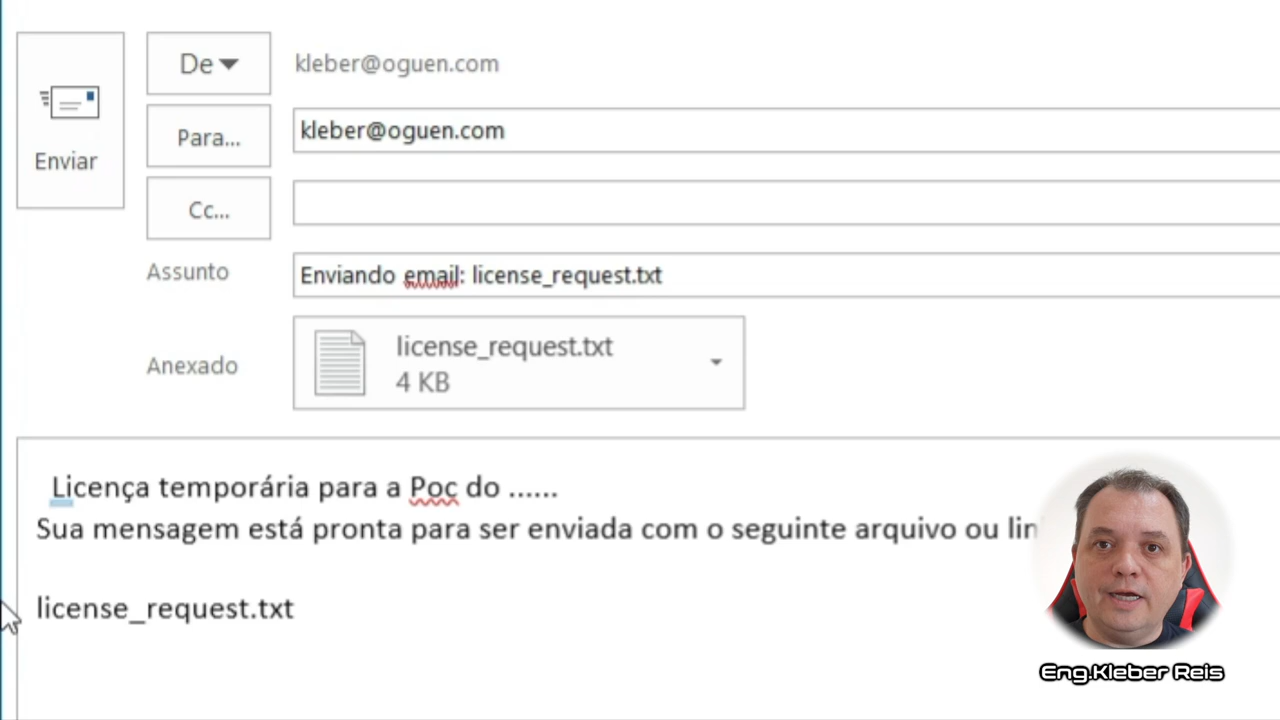 De
kleber@oguen.com
Enviar
Para...
kleber@oguen.com
Cc...
Assunto
Enviando email: license_request.txt
Anexado
license_request.txt
4 KB
Licença temporária para a Poc do ......
Sua mensagem está pronta para ser enviada com o seguinte arquivo ou
license_request.txt
Eng.Kleber Reis